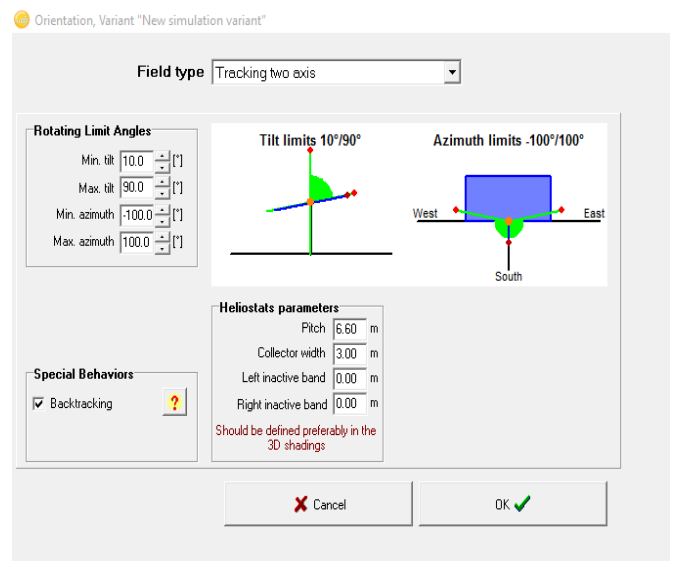 Orientation, Variant "New simulation variant"
Field type Tracking two axis
Rotating Limit Angles
Min. tilt 10.0 [°]
Max. tilt 90.0 [°]
Min. azimuth -100.0 [°]
Max. azimuth 100.0 [°]
Tilt limits 10°/90°
Azimuth limits -100°/100°
West
East
South
Heliostats parameters
Pitch 6.60 m
Collector width 3.00 m
Left inactive band 0.00 m
Right inactive band 0.00 m
Should be defined preferably in the
3D shadings
Special Behaviors
Backtracking ?
Cancel
OK